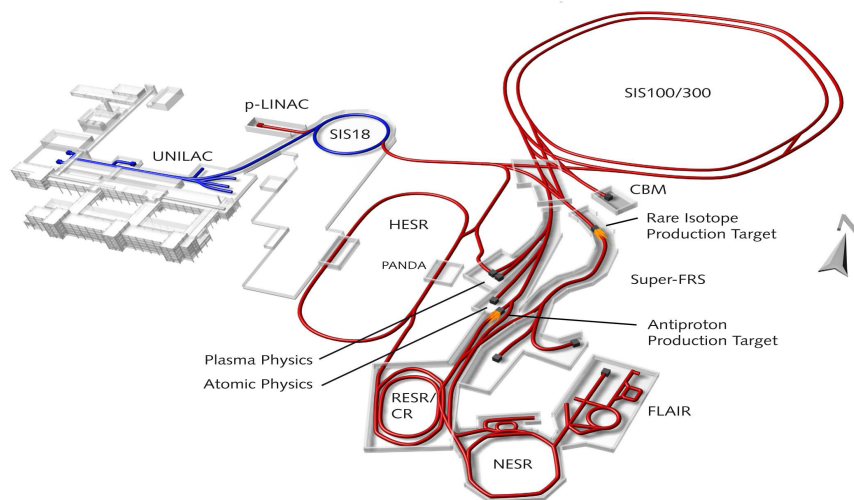 SIS100/300
p-LINAC
SIS18
UNILAC
CBM
Rare Isotope
Production Target
HESR
PANDA
Super-FRS
Antiproton
Production Target
Plasma Physics
Atomic Physics
RESR/
CR
FLAIR
NESR